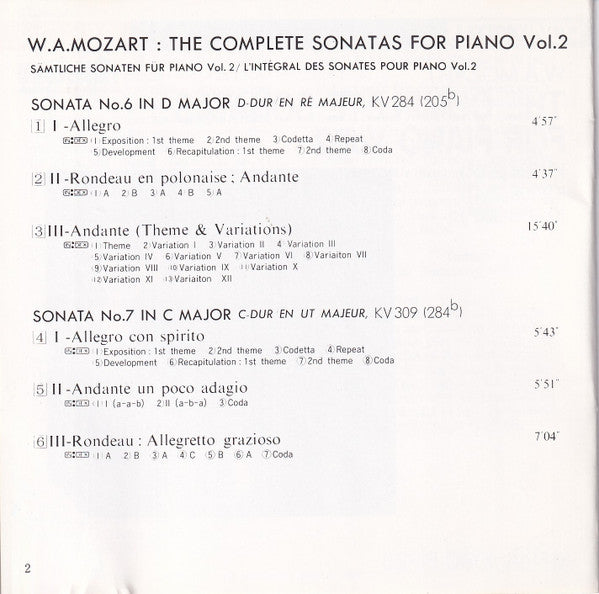 W.A.MOZART : THE COMPLETE SONATAS FOR PIANO Vol.2
SÄMTLICHE SONATEN FÜR PIANO Vol. 2/ L'INTÉGRAL DES SONATES POUR PIANO Vol.2
SONATA No.6 IN D MAJOR D-DUR/EN RÉ MAJEUR, KV284 (205b)
1 I -Allegro 4'57"
1 Exposition : 1st theme 2 2nd theme 3 Codetta 4 Repeat
5 Development 6 Recapitulation : 1st theme 7 2nd theme 8 Coda
2 II-Rondeau en polonaise ; Andante 4'37"
1 A 2 B 3 A 4 B 5 A
3 III-Andante (Theme & Variations) 15'40"
1 Theme 2 Variation I 3 Variation II 4 Variation III
5 Variation IV 6 Variation V 7 Variation VI 8 Variaiton VII
9 Variation VIII 10 Variation IX 11 Variation X
12 Variation XI 13 Variaiton XII
SONATA No.7 IN C MAJOR C-DUR EN UT MAJEUR, KV309 (284b)
4 I -Allegro con spirito 5'43"
1 Exposition : 1st theme 2 2nd theme 3 Codetta 4 Repeat
5 Development 6 Recapitulation : 1st theme 7 2nd theme 8 Coda
5 II-Andante un poco adagio 5'51"
1 I (a-a-b) 2 II (a-b-a) 3 Coda
6 III-Rondeau : Allegretto grazioso 7'04"
1 A 2 B 3 A 4 C 5 B 6 A 7 Coda
2